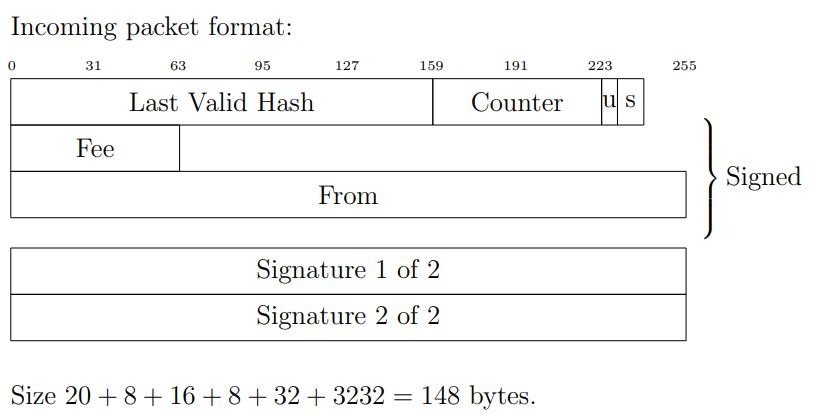 Incoming packet format:
0 31 63 95 127 159 191 223 255
Last Valid Hash Counter u s
Fee
From
Signed
Signature 1 of 2
Signature 2 of 2
Size 20 + 8 + 16 + 8 + 32 + 3232 = 148 bytes.